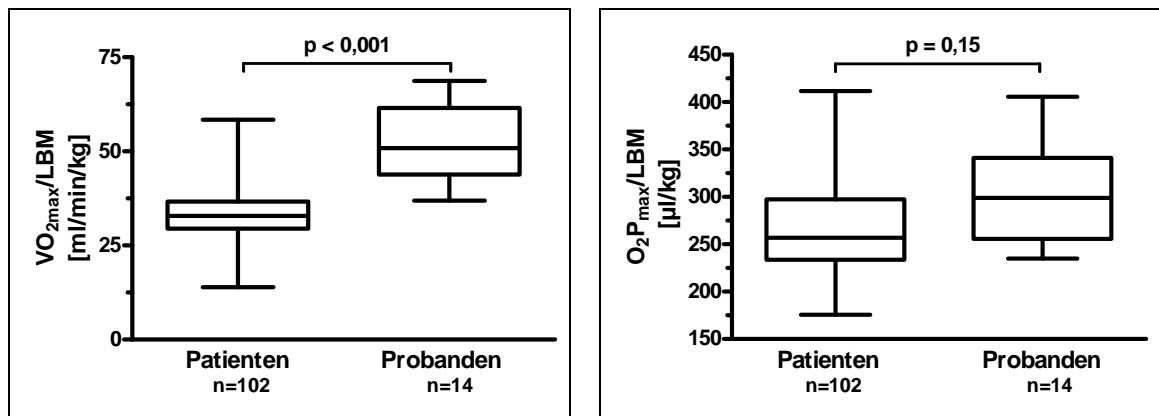 p < 0,001
75
50
25
0
VO2max/LBM
[ml/min/kg]
Patienten
n=102
Probanden
n=14
p = 0,15
450
400
350
300
250
200
150
O2Pmax/LBM
[µl/kg]
Patienten
n=102
Probanden
n=14